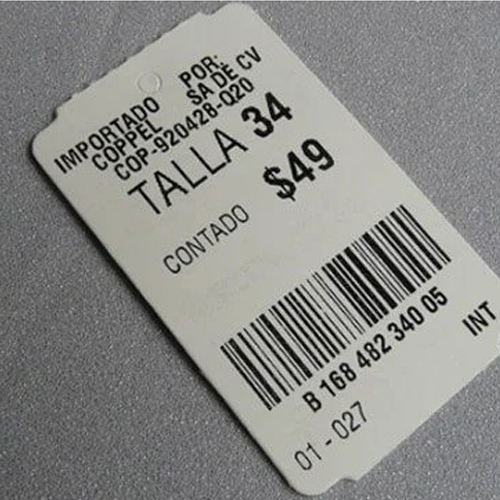 IMPORTADO POR:
COPPEL SA DE CV
COP-920428-Q20
TALLA 34
CONTADO $49
B 168 482 340 05
01 - 027 INT